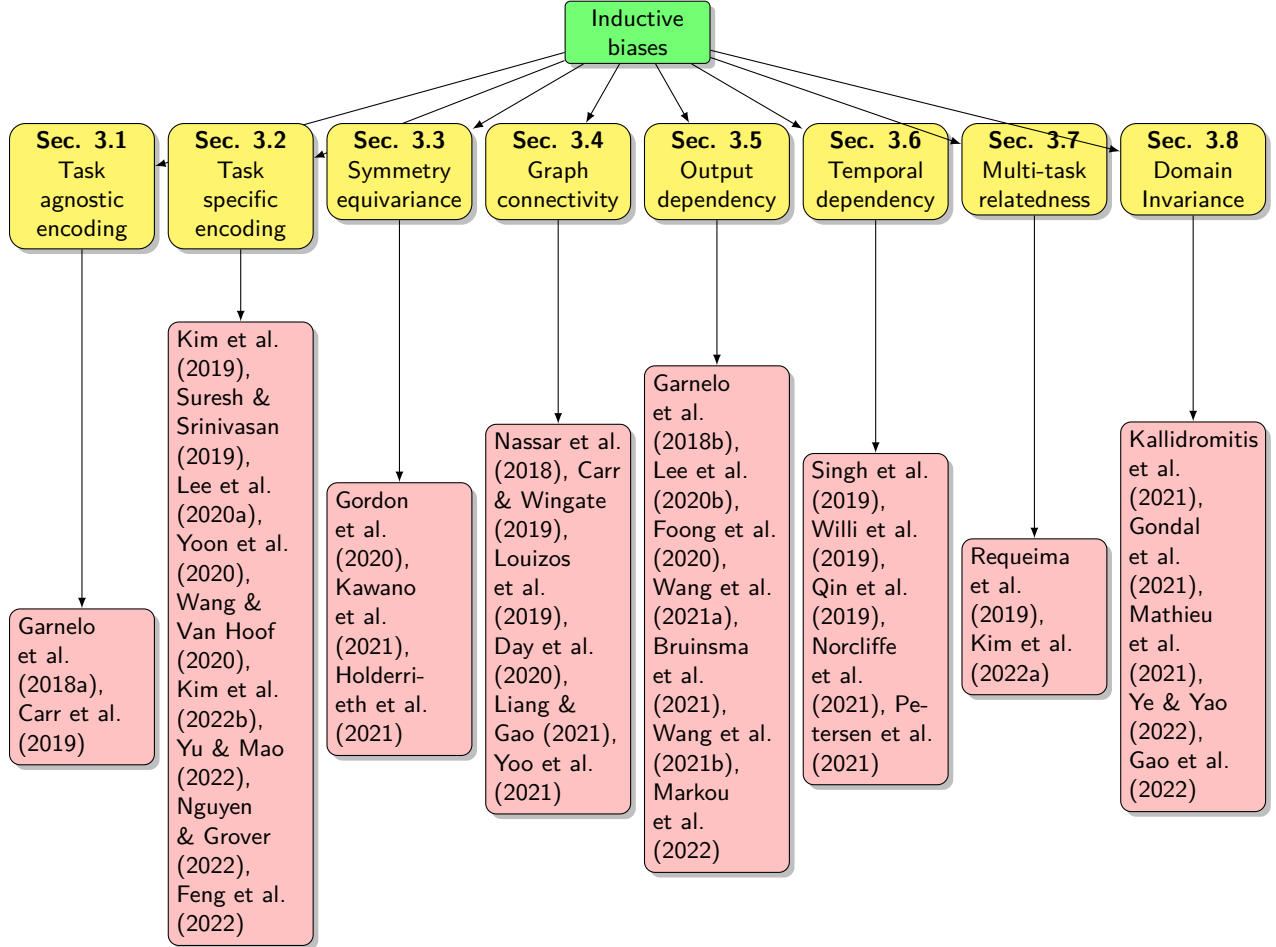 Inductive
biases
Sec. 3.1
Task
agnostic
encoding
Sec. 3.2
Task
specific
encoding
Sec. 3.3
Symmetry
equivariance
Sec. 3.4
Graph
connectivity
Sec. 3.5
Output
dependency
Sec. 3.6
Temporal
dependency
Sec. 3.7
Multi-task
relatedness
Sec. 3.8
Domain
Invariance
Garnelo
et al.
(2018a),
Carr et al.
(2019)
Kim et al.
(2019),
Suresh &
Srinivasan
(2019),
Lee et al.
(2020a),
Yoon et al.
(2020),
Wang &
Van Hoof
(2020),
Kim et al.
(2022b),
Yu & Mao
(2022),
Nguyen
& Grover
(2022),
Feng et al.
(2022)
Gordon
et al.
(2020),
Kawano
et al.
(2021),
Holderri-
eth et al.
(2021)
Nassar et al.
(2018), Carr
& Wingate
(2019),
Louizos
et al.
(2019),
Day et al.
(2020),
Liang &
Gao (2021),
Yoo et al.
(2021)
Garnelo
et al.
(2018b),
Lee et al.
(2020b),
Foong et al.
(2020),
Wang et al.
(2021a),
Bruinsma
et al.
(2021),
Wang et al.
(2021b),
Markou
et al.
(2022)
Singh et al.
(2019),
Willi et al.
(2019),
Qin et al.
(2019),
Norcliffe
et al.
(2021), Pe-
tersen et al.
(2021)
Requeima
et al.
(2019),
Kim et al.
(2022a)
Kallidromitis
et al.
(2021),
Gondal
et al.
(2021),
Mathieu
et al.
(2021),
Ye & Yao
(2022),
Gao et al.
(2022)